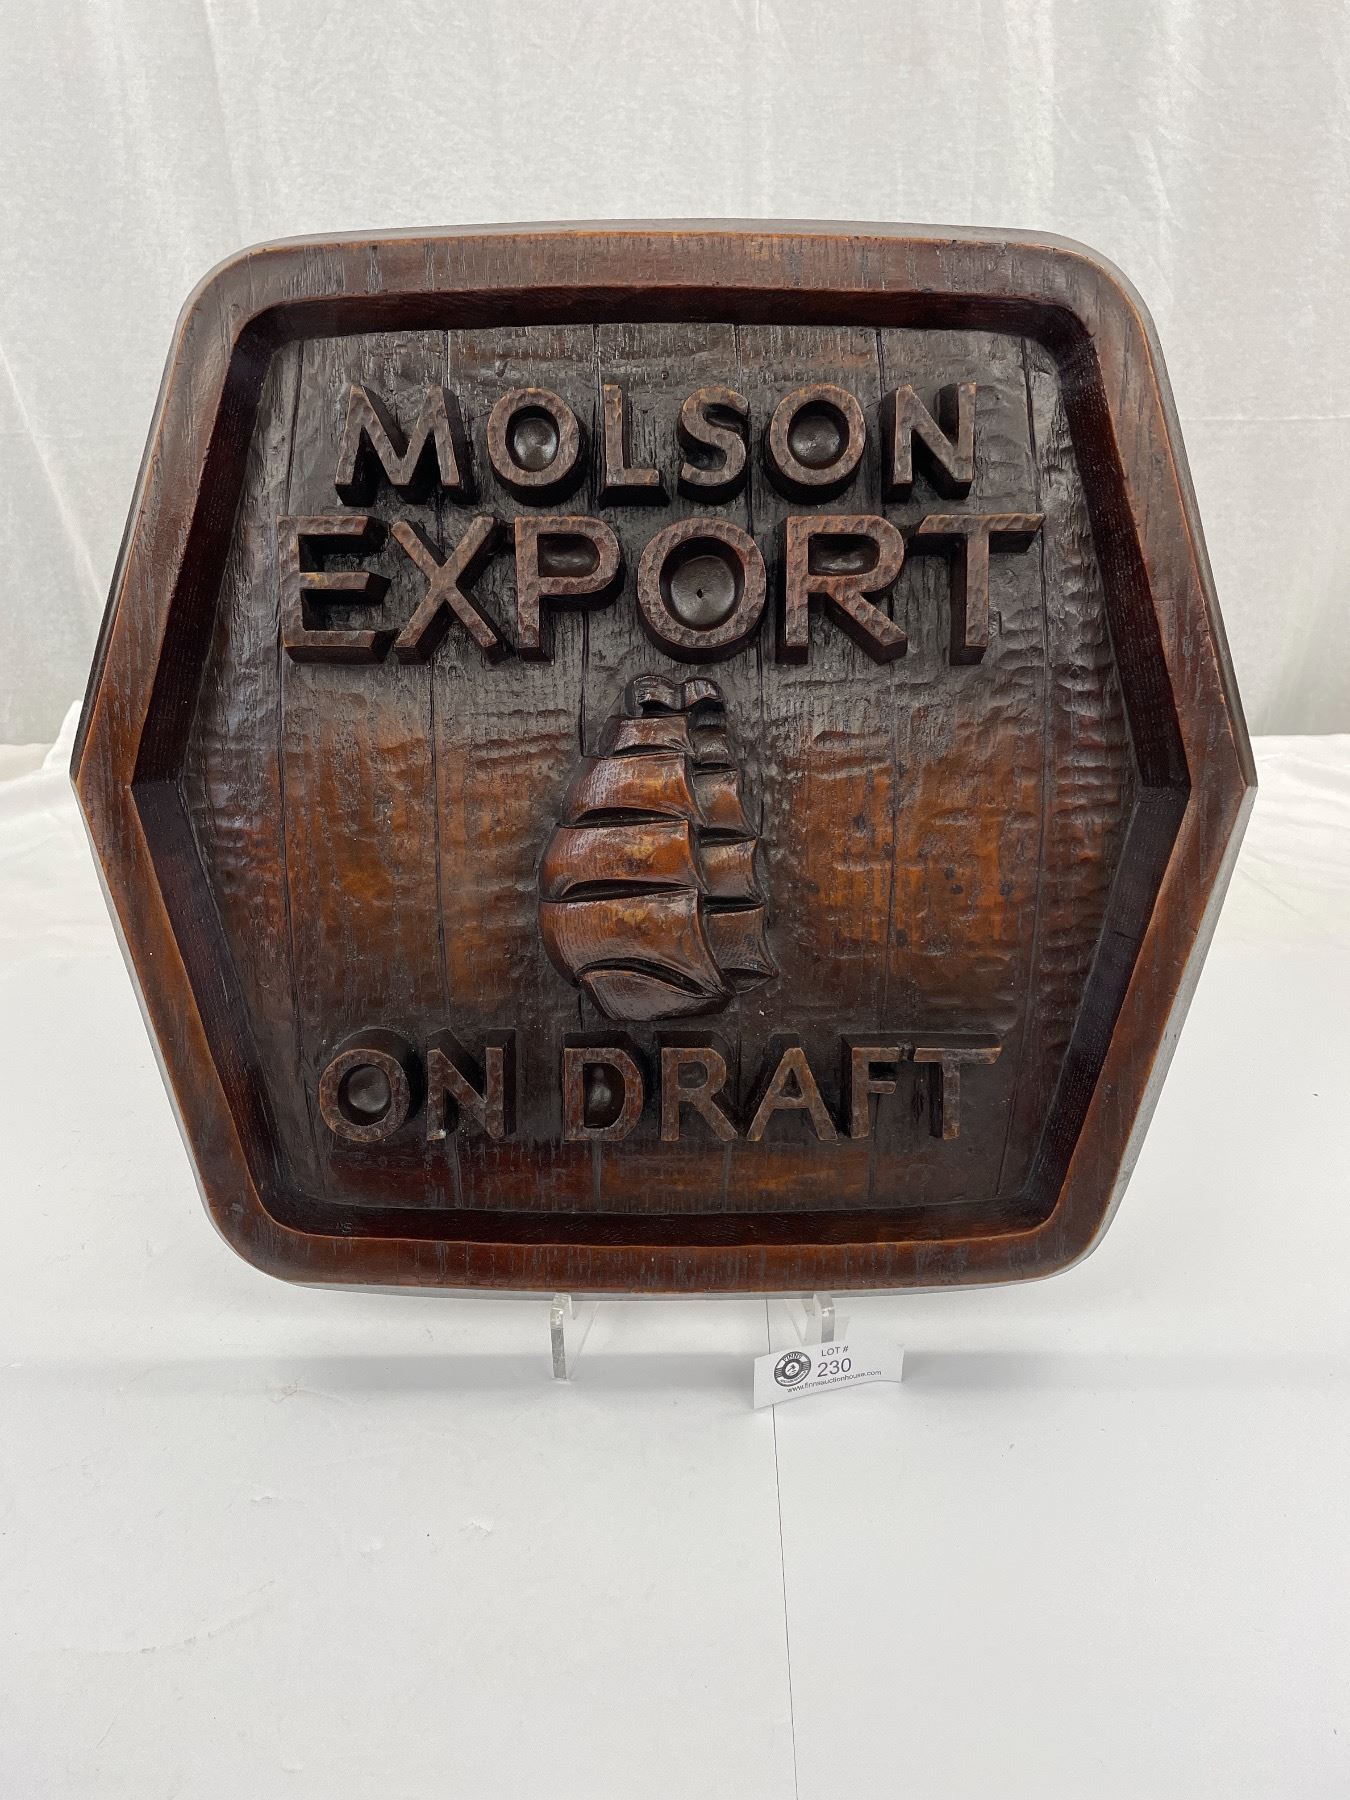 MOLSON
EXPORT
ON DRAFT
LOT #
230
www.finnsauctionhouse.com